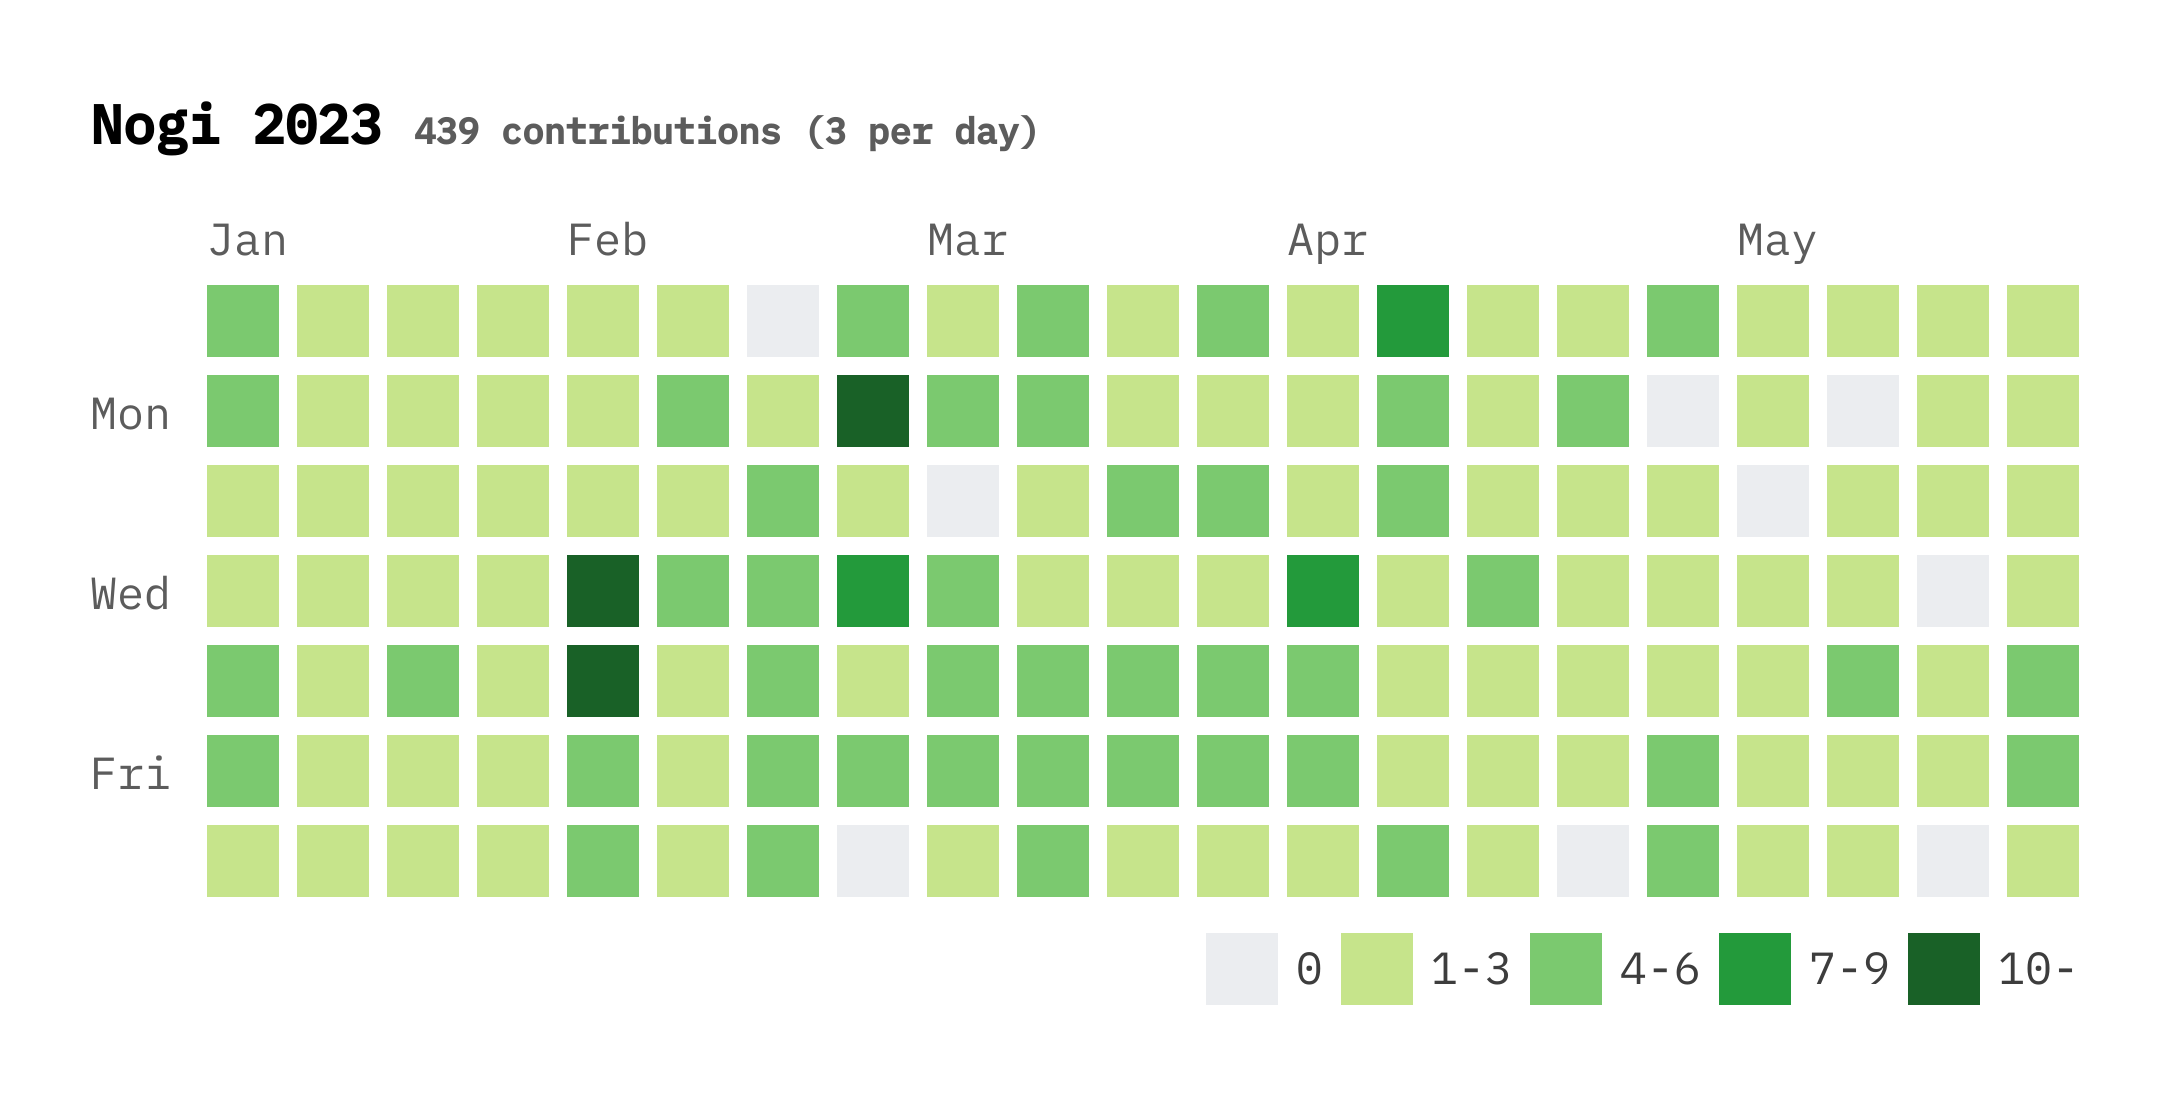 Nogi 2023 439 contributions (3 per day)
Jan Feb Mar Apr May
Mon
Wed
Fri
0 1-3 4-6 7-9 10-